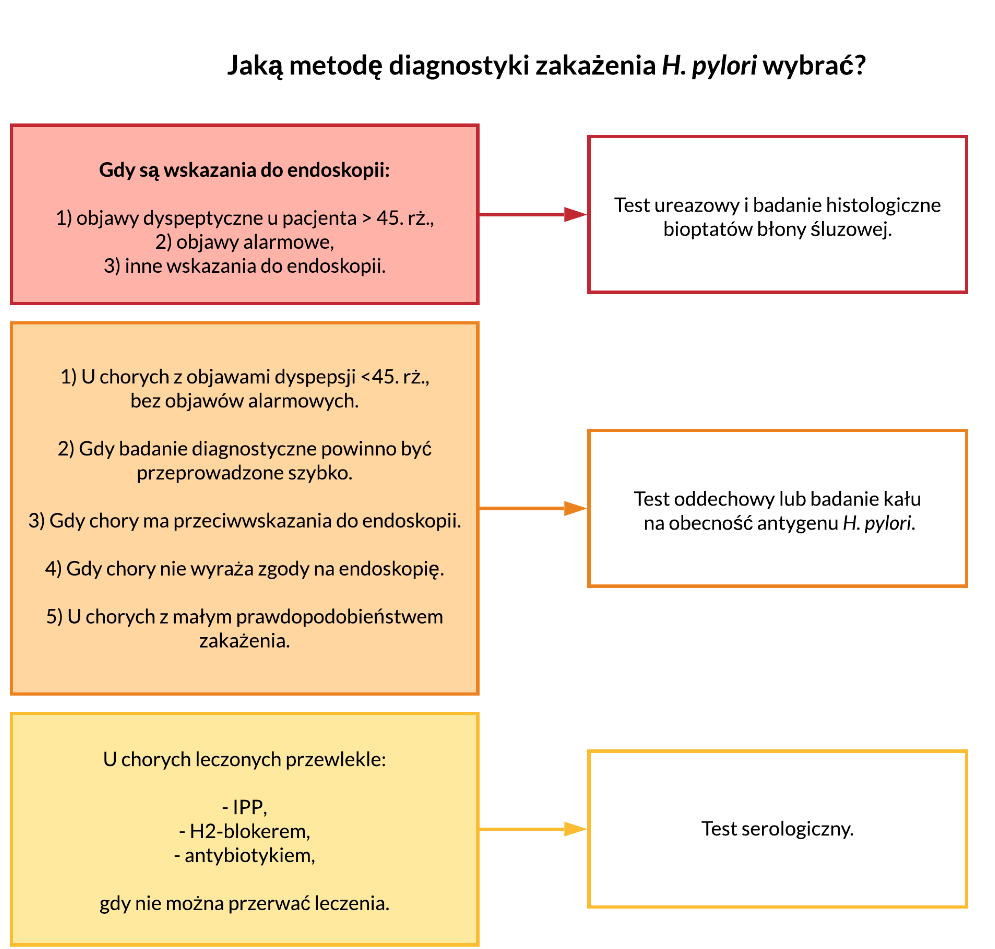 Jaką metodę diagnostyki zakażenia H. pylori wybrać?
Gdy są wskazania do endoskopii:
1) objawy dyspeptyczne u pacjenta > 45. rż.,
2) objawy alarmowe,
3) inne wskazania do endoskopii.
Test ureazowy i badanie histologiczne
bioptatów błony śluzowej.
1) U chorych z objawami dyspepsji <45. rż.,
bez objawów alarmowych.
2) Gdy badanie diagnostyczne powinno być
przeprowadzone szybko.
3) Gdy chory ma przeciwwskazania do endoskopii.
4) Gdy chory nie wyraża zgody na endoskopię.
5) U chorych z małym prawdopodobieństwem
zakażenia.
Test oddechowy lub badanie kału
na obecność antygenu H. pylori.
U chorych leczonych przewlekle:
- IPP,
- H2-blokerem,
- antybiotykiem,
gdy nie można przerwać leczenia.
Test serologiczny.